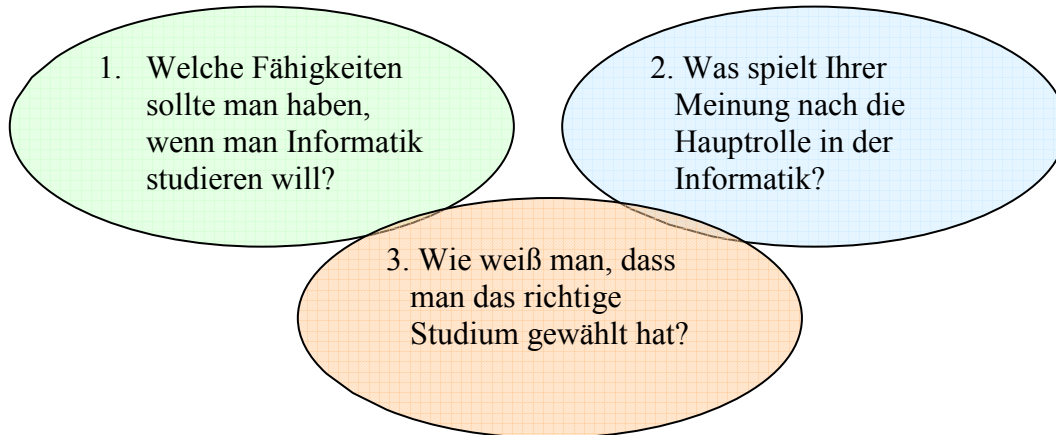 1. Welche Fähigkeiten
sollte man haben,
wenn man Informatik
studieren will?
2. Was spielt Ihrer
Meinung nach die
Hauptrolle in der
Informatik?
3. Wie weiß man, dass
man das richtige
Studium gewählt hat?